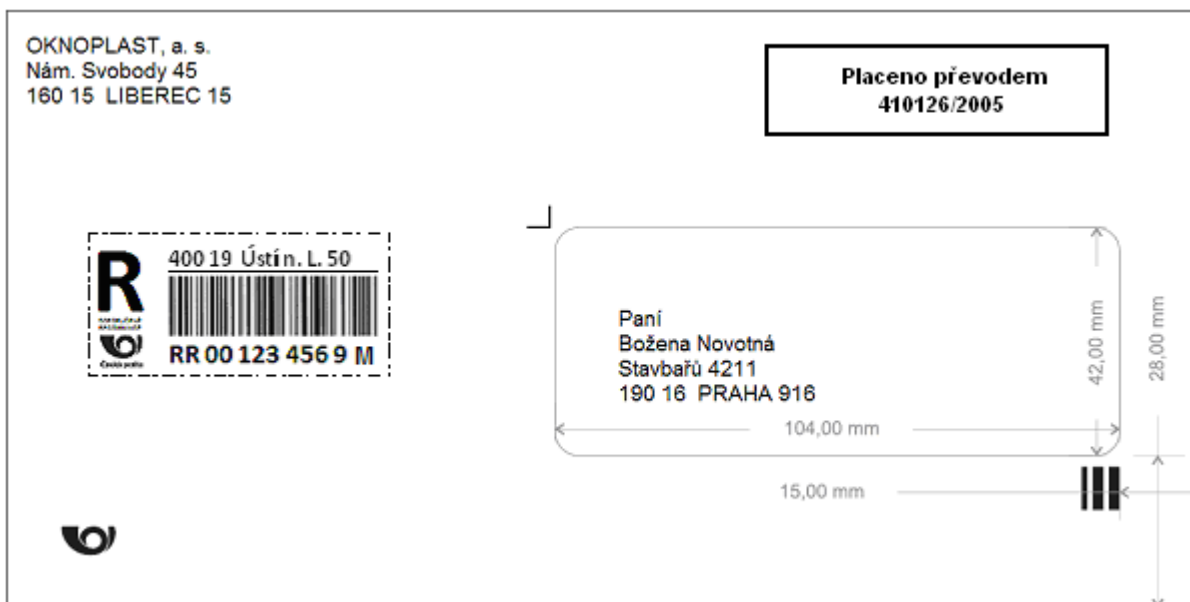 OKNOPLAST, a. s.
Nám. Svobody 45
160 15 LIBEREC 15
Placeno převodem
410126/2005
R
400 19 Ústí n. L. 50
Česká pošta
RR 00 123 456 9 M
Paní
Božena Novotná
Stavbařů 4211
190 16 PRAHA 916
42,00 mm
28,00 mm
104,00 mm
15,00 mm